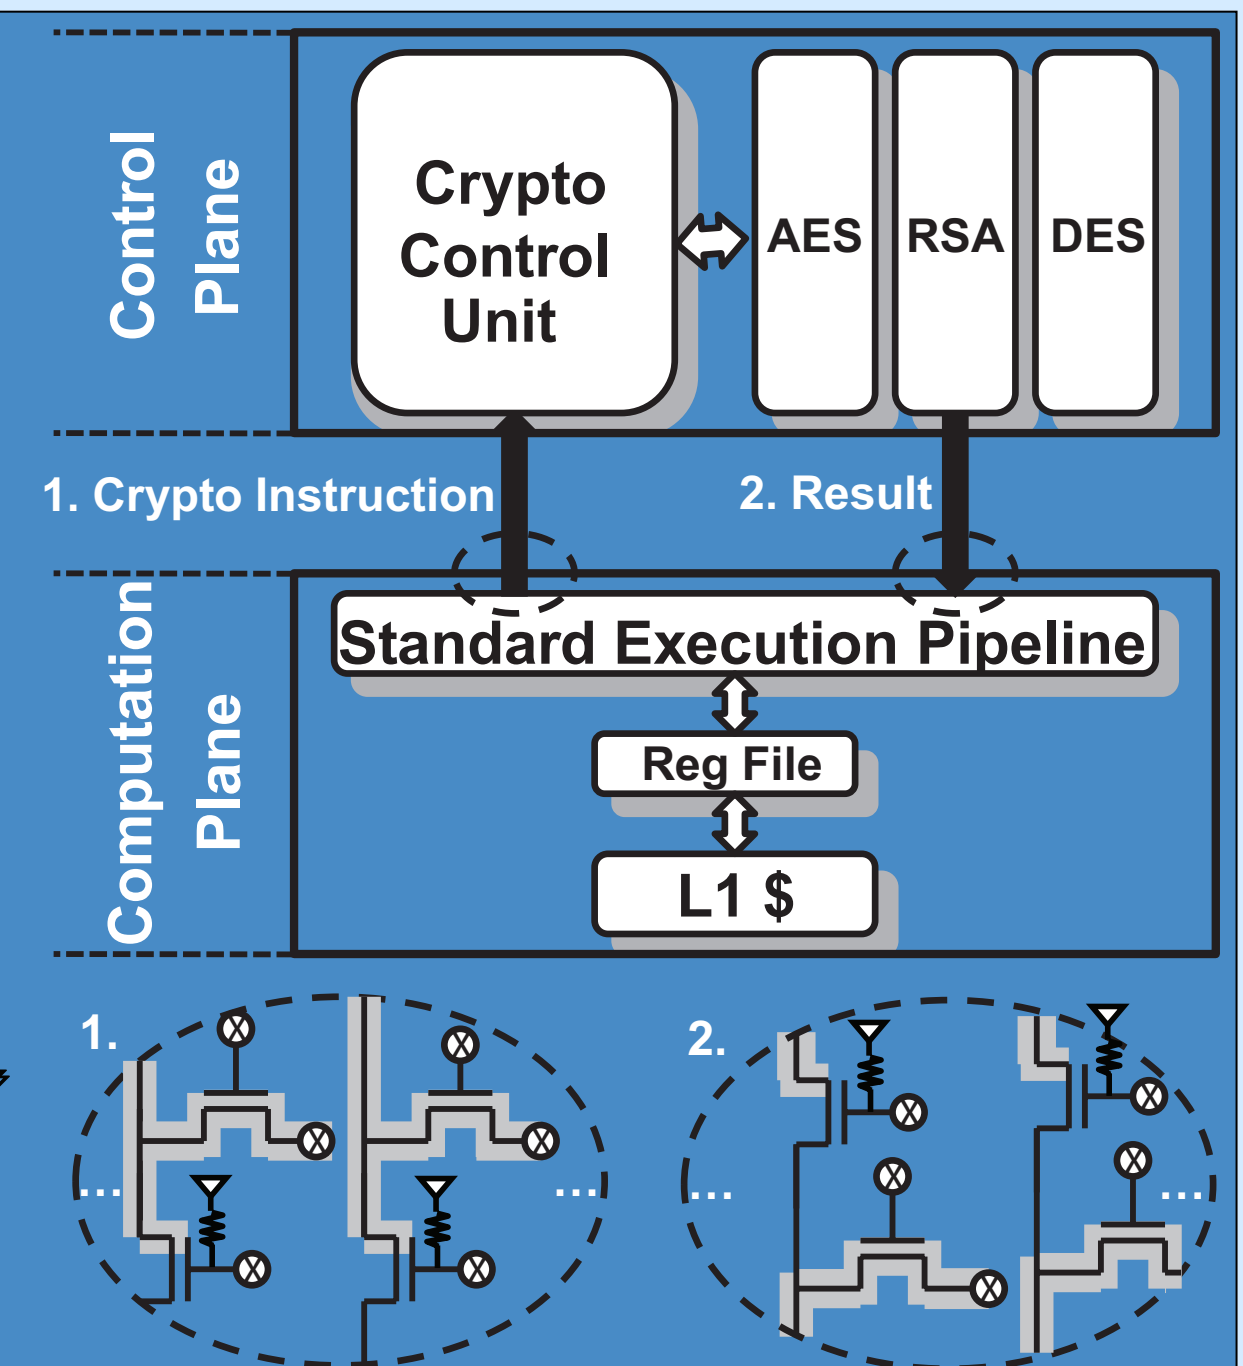 Control
Plane
Crypto
Control
Unit
AES
RSA
DES
1. Crypto Instruction
2. Result
Computation
Plane
Standard Execution Pipeline
Reg File
L1 $
1.
...
...
2.
...
...